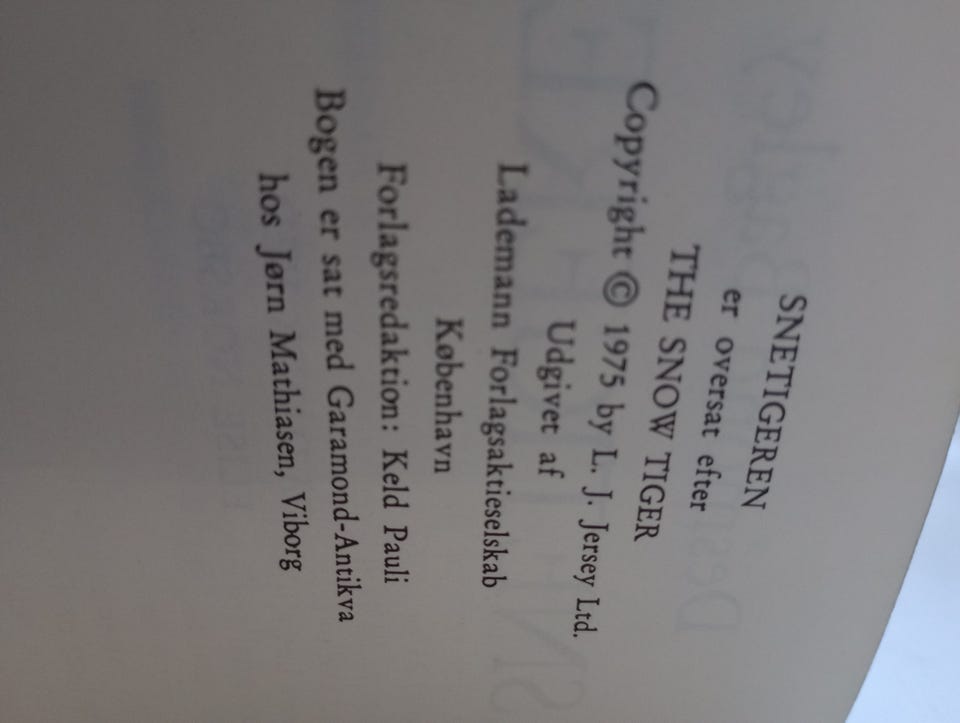 SNETIGEREN
er oversat efter
THE SNOW TIGER
Copyright © 1975 by L. J. Jersey Ltd.
Udgivet af
Lademann Forlagsaktieselskab
København
Forlagsredaktion: Keld Pauli
Bogen er sat med Garamond-Antikva
hos Jørn Mathiasen, Viborg